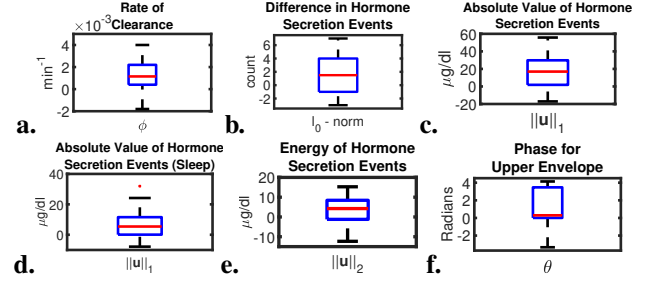 Rate of
Clearance
×10⁻³
4
2
0
-2
min⁻¹
ϕ
a.
Difference in Hormone
Secretion Events
6
4
2
0
-2
count
l₀ - norm
b.
Absolute Value of Hormone
Secretion Events
60
40
20
0
-20
μg/dl
||u||₁
c.
Absolute Value of Hormone
Secretion Events (Sleep)
40
20
0
μg/dl
||u||₁
d.
Energy of Hormone
Secretion Events
20
10
0
-10
μg/dl
||u||₂
e.
Phase for
Upper Envelope
4
2
0
-2
Radians
θ
f.